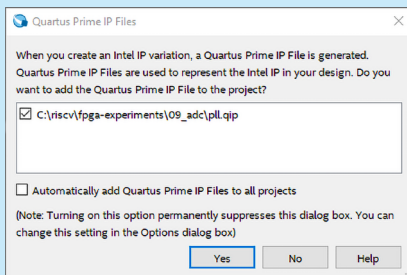 Quartus Prime IP Files
When you create an Intel IP variation, a Quartus Prime IP File is generated.
Quartus Prime IP Files are used to represent the Intel IP in your design. Do you
want to add the Quartus Prime IP File to the project?
C:\riscv\fpga-experiments\09_adc\pll.qip
Automatically add Quartus Prime IP Files to all projects
(Note: Turning on this option permanently suppresses this dialog box. You can
change this setting in the Options dialog box)
Yes No Help